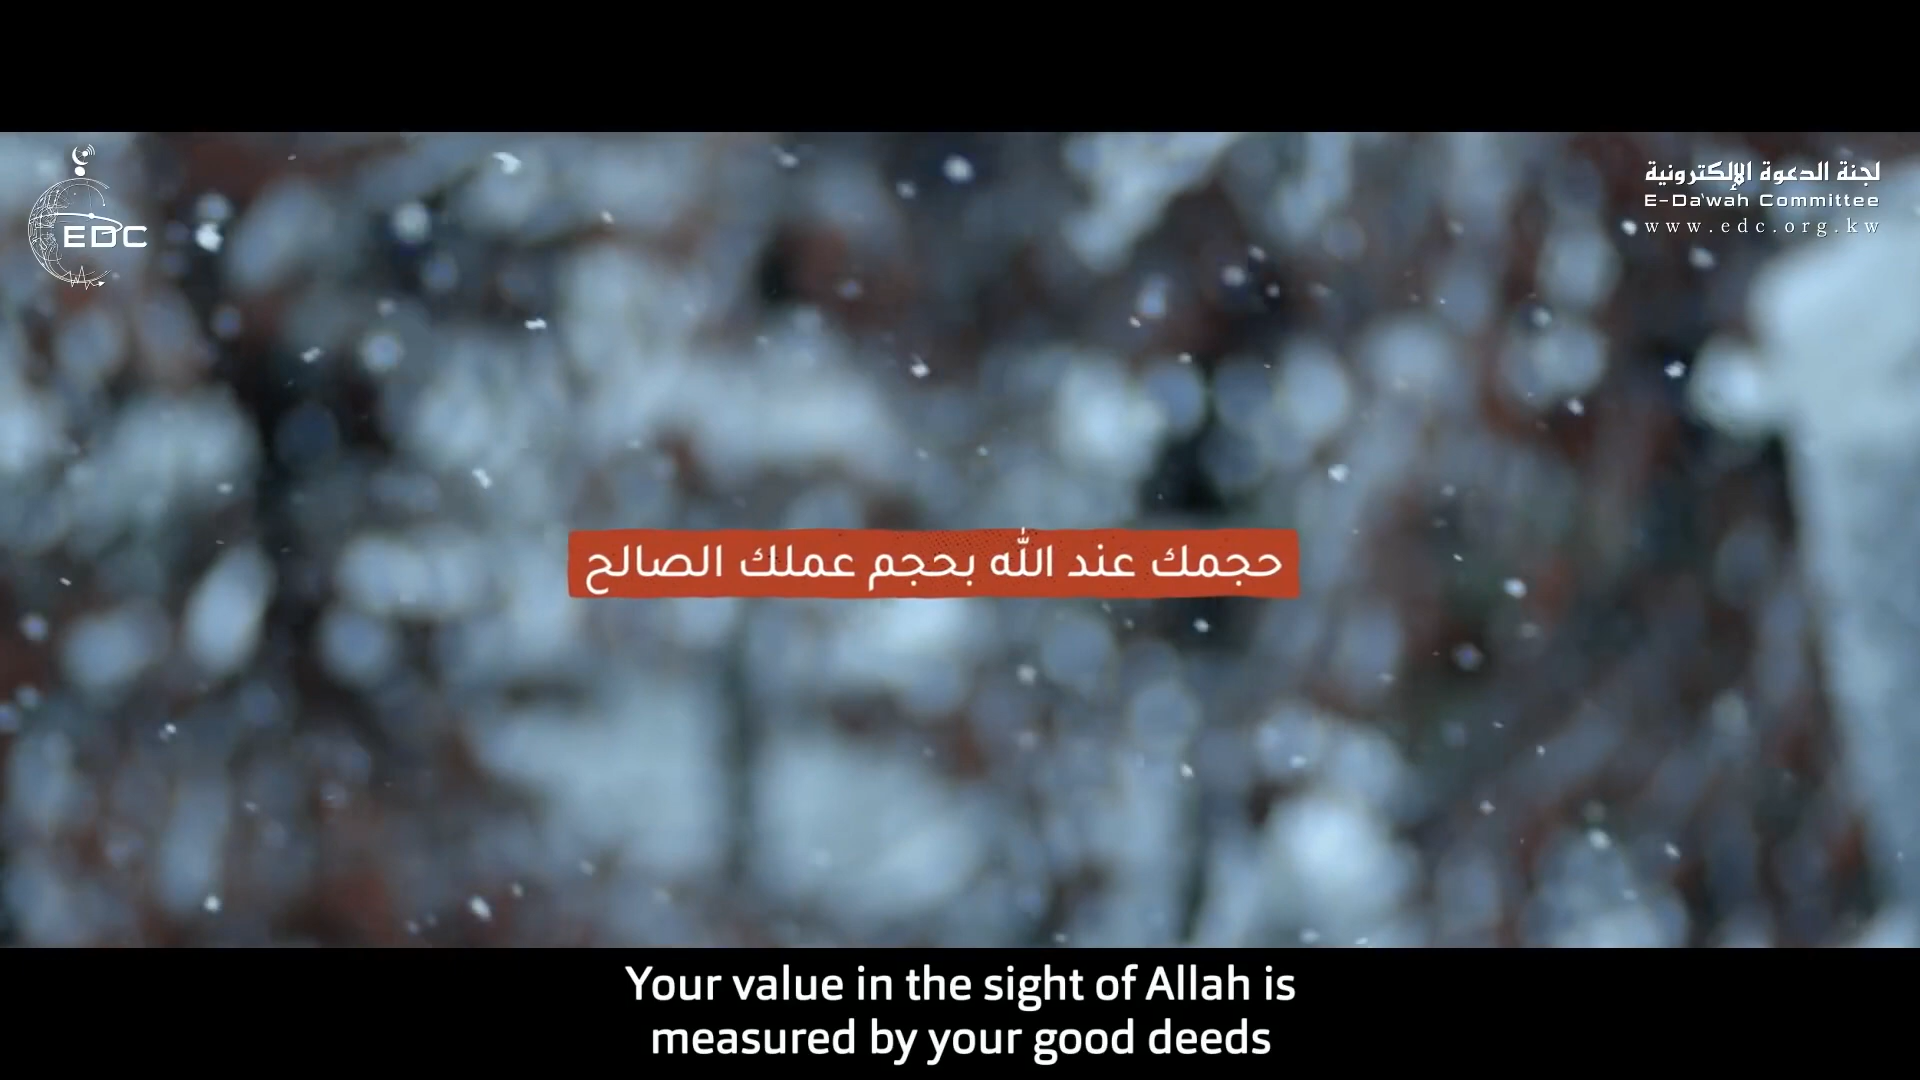 EDC
لجنة الدعوة الإلكترونية
E-Da'wah Committee
www.edc.org.kw
حجمك عند الله بحجم عملك الصالح
Your value in the sight of Allah is
measured by your good deeds